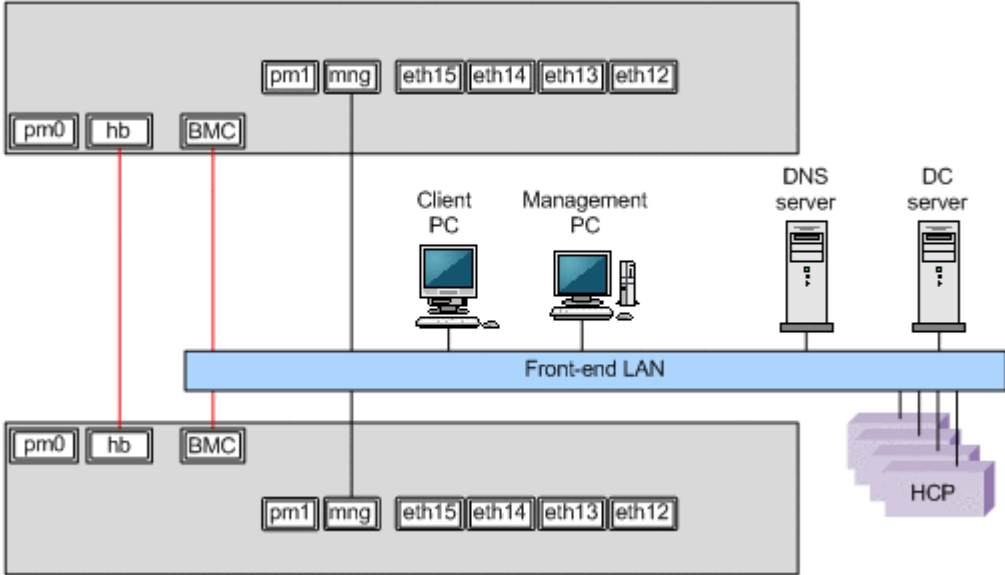 pm1 mng eth15 eth14 eth13 eth12
pm0 hb BMC
Client PC
Management PC
DNS server
DC server
Front-end LAN
pm0 hb BMC
HCP
pm1 mng eth15 eth14 eth13 eth12